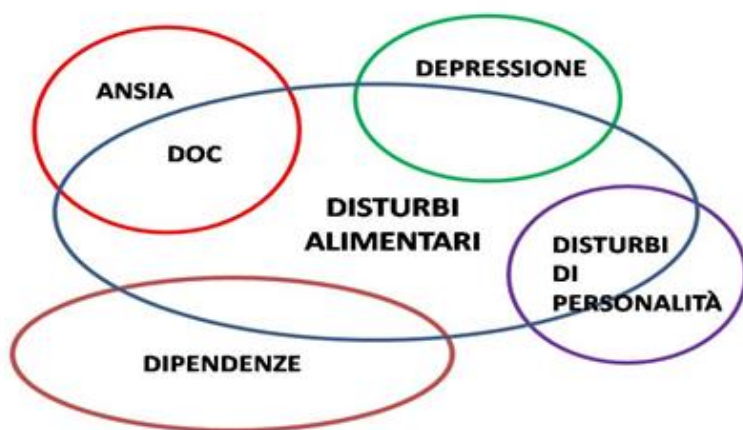 ANSIA
DOC
DEPRESSIONE
DISTURBI
ALIMENTARI
DISTURBI
DI
PERSONALITÀ
DIPENDENZE